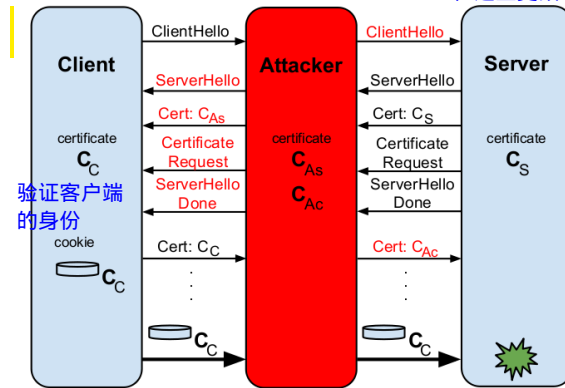 ClientHello
ClientHello
Client
Attacker
Server
ServerHello
ServerHello
Cert: C_As
Cert: C_S
certificate
C_C
Certificate
Request
certificate
C_As
Certificate
Request
certificate
C_S
验证客户端
的身份
ServerHello
Done
C_Ac
ServerHello
Done
cookie
C_C
Cert: C_C
Cert: C_Ac
C_C
C_C